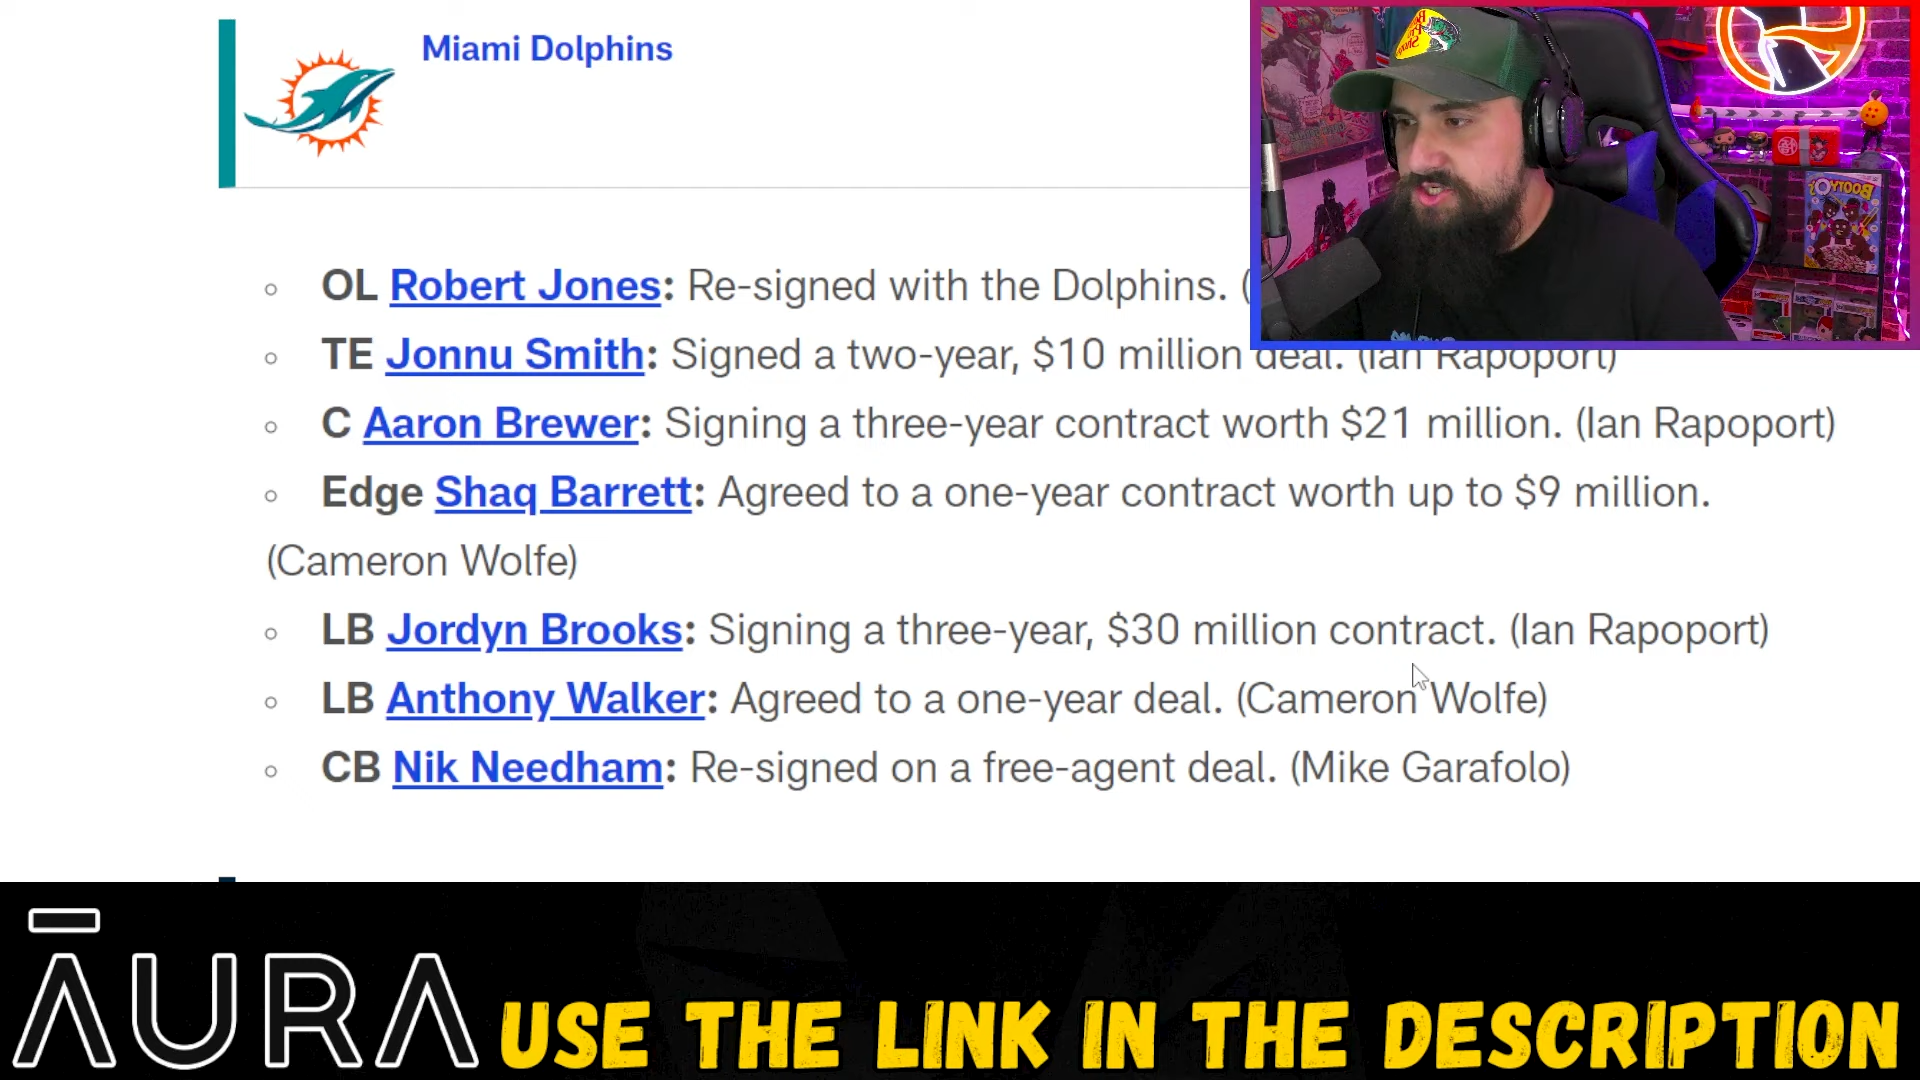 Miami Dolphins
OL Robert Jones: Re-signed with the Dolphins. (
TE Jonnu Smith: Signed a two-year, $10 million deal. (Ian Rapoport)
C Aaron Brewer: Signing a three-year contract worth $21 million. (Ian Rapoport)
Edge Shaq Barrett: Agreed to a one-year contract worth up to $9 million.
(Cameron Wolfe)
LB Jordyn Brooks: Signing a three-year, $30 million contract. (Ian Rapoport)
LB Anthony Walker: Agreed to a one-year deal. (Cameron Wolfe)
CB Nik Needham: Re-signed on a free-agent deal. (Mike Garafolo)
ĀURA
USE THE LINK IN THE DESCRIPTION